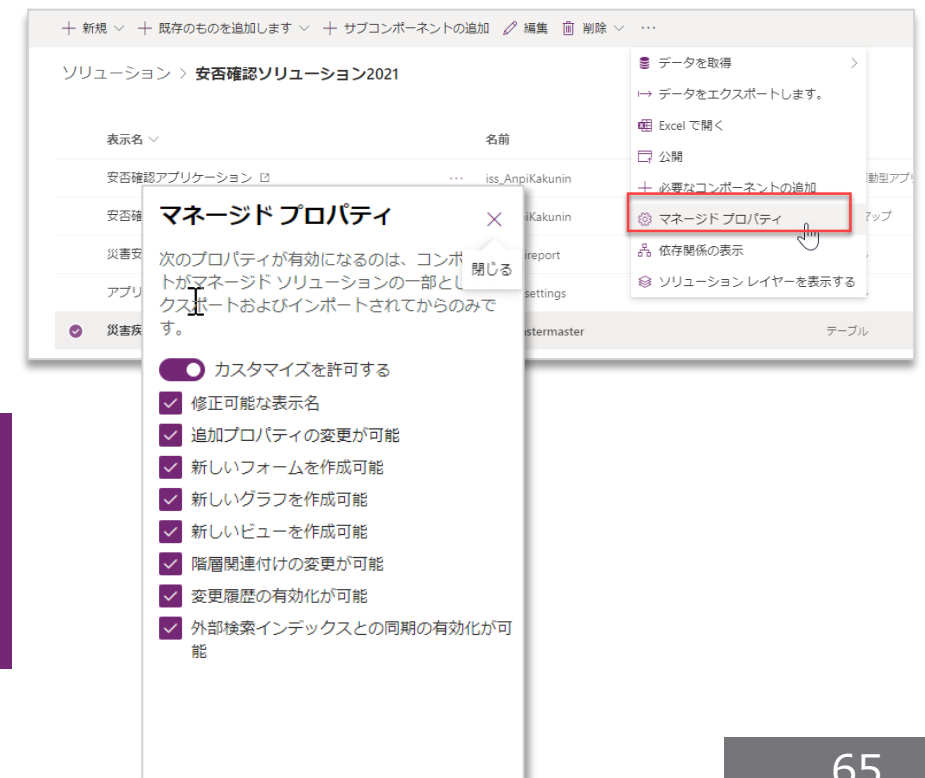 新規 既存のものを追加します サブコンポーネントの追加 編集 削除 …
ソリューション > 安否確認ソリューション2021
表示名 名前
安否確認アプリケーション … iss_AnpiKakunin
安否確
iKakunin
災害安
ireport
アプリ
settings
災害疾
stermaster テーブル
データを取得
データをエクスポートします。
Excel で開く
公開
必要なコンポーネントの追加
マネージド プロパティ
依存関係の表示
ソリューション レイヤーを表示する
動型アプ
マップ
マネージド プロパティ
閉じる
次のプロパティが有効になるのは、コンポ
トがマネージド ソリューションの一部とし
クスポートおよびインポートされてからのみで
す。
カスタマイズを許可する
修正可能な表示名
追加プロパティの変更が可能
新しいフォームを作成可能
新しいグラフを作成可能
新しいビューを作成可能
階層関連付けの変更が可能
変更履歴の有効化が可能
外部検索インデックスとの同期の有効化が可
能
65